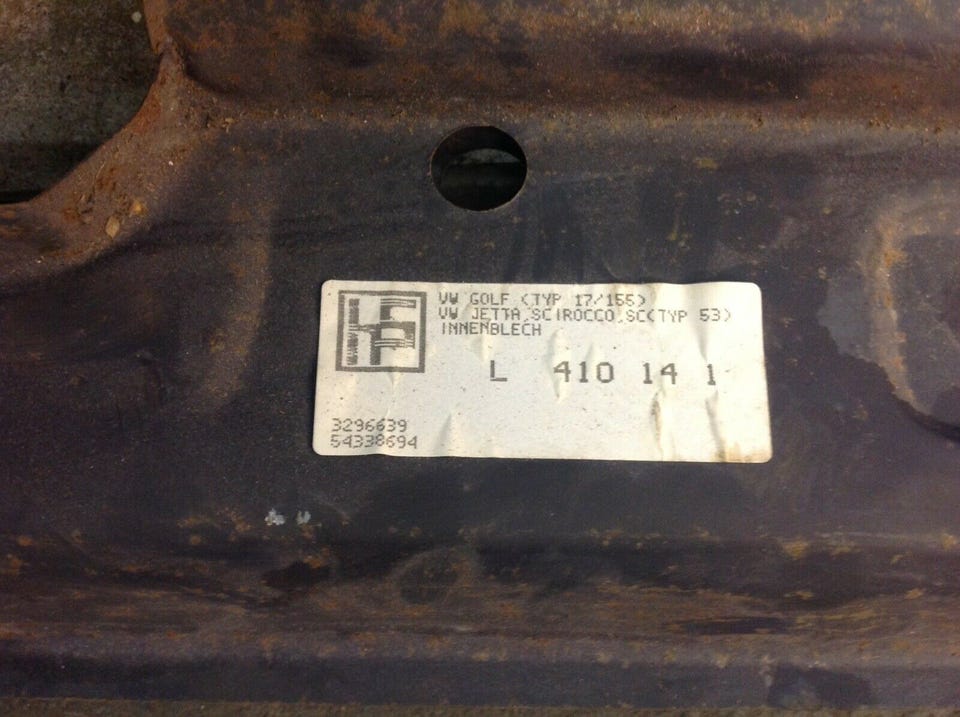 VW GOLF (TYP 17/155)
VW JETTA,SCIROCCO,SC(TYP 53)
INNENBLECH
L 410 14 1
3296639
54338694